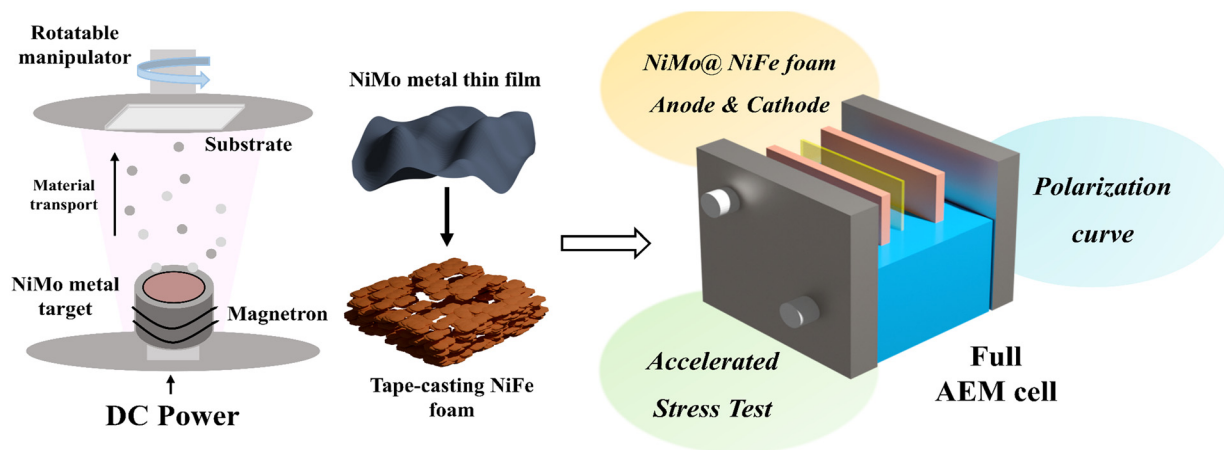 Rotatable
manipulator
Substrate
Material
transport
NiMo metal
target
Magnetron
DC Power
NiMo metal thin film
Tape-casting NiFe
foam
NiMo@ NiFe foam
Anode & Cathode
Polarization
curve
Accelerated
Stress Test
Full
AEM cell